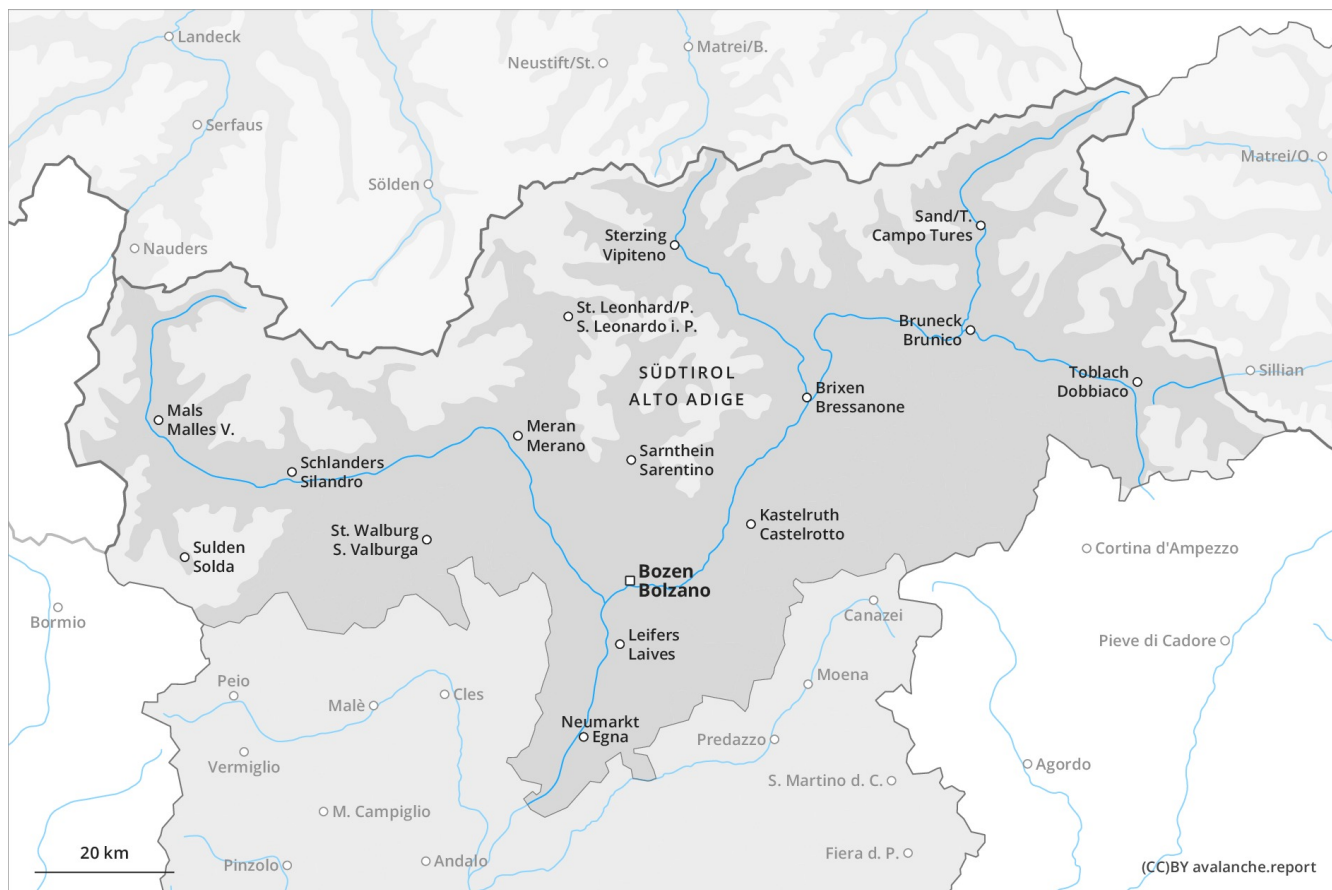 Landeck
Matrei/B.
Neustift/St.
Serfaus
Matrei/O.
Sölden
Sand/T.
Campo Tures
Nauders
Sterzing
Vipiteno
St. Leonhard/P.
S. Leonardo i. P.
Bruneck
Brunico
SÜDTIROL
ALTO ADIGE
Toblach
Dobbiaco
Sillian
Brixen
Bressanone
Mals
Malles V.
Meran
Merano
Schlanders
Silandro
Sarnthein
Sarentino
Kastelruth
Castelrotto
St. Walburg
S. Valburga
Sulden
Solda
Cortina d'Ampezzo
Bozen
Bolzano
Bormio
Canazei
Leifers
Laives
Pieve di Cadore
Peio
Malè
Cles
Moena
Neumarkt
Egna
Predazzo
Vermiglio
Agordo
S. Martino d. C.
M. Campiglio
20 km
Pinzolo
Andalo
Fiera d. P.
(CC)BY avalanche.report